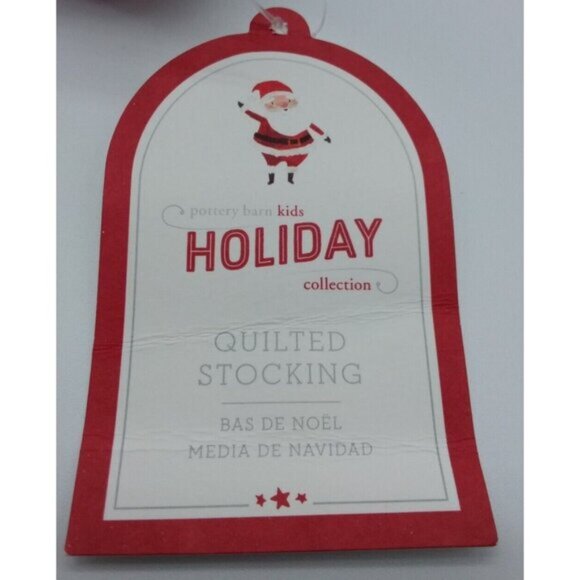 pottery barn kids
HOLIDAY
collection
QUILTED
STOCKING
BAS DE NOËL
MEDIA DE NAVIDAD